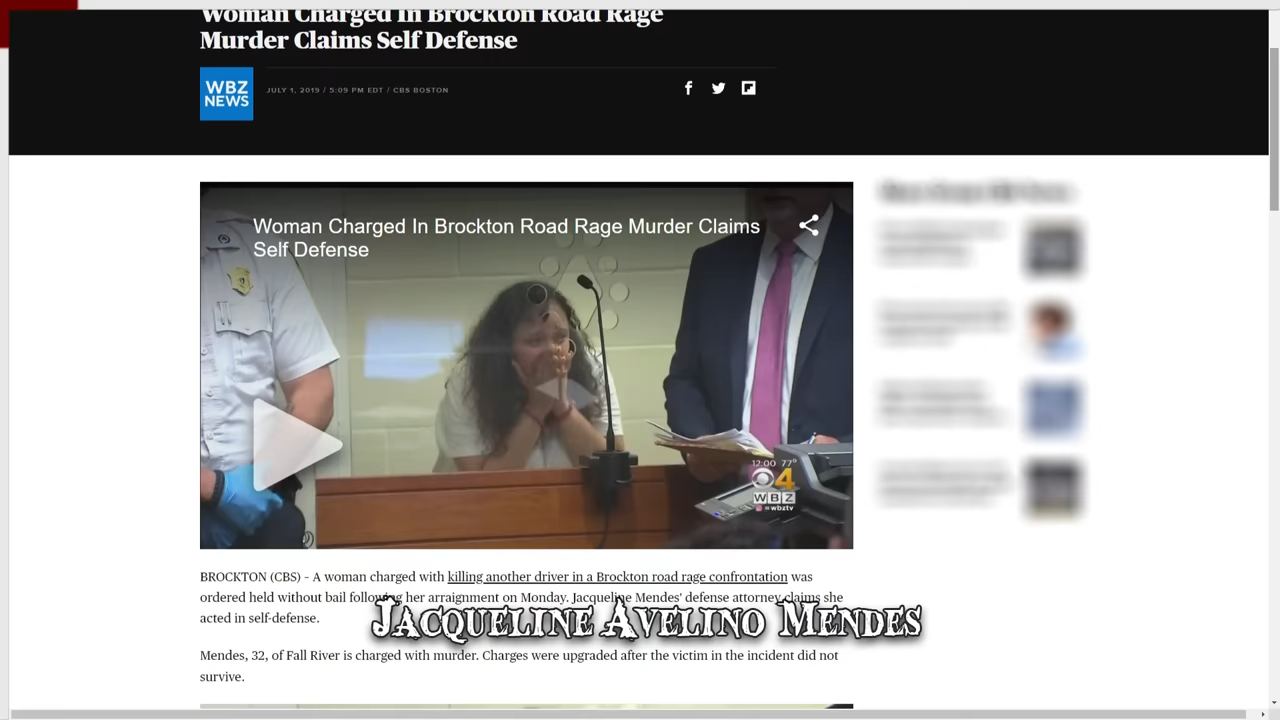 Woman Charged In Brockton Road Rage
Murder Claims Self Defense
WBZ
NEWS
JULY 1, 2019 / 5:09 PM EDT / CBS BOSTON
Woman Charged In Brockton Road Rage Murder Claims
Self Defense
12:00 77°
4
WBZ
@wbztv
BROCKTON (CBS) – A woman charged with killing another driver in a Brockton road rage confrontation was
ordered held without bail following her arraignment on Monday. Jacqueline Mendes' defense attorney claims she
acted in self-defense.
Jacqueline Avelino Mendes
Mendes, 32, of Fall River is charged with murder. Charges were upgraded after the victim in the incident did not
survive.